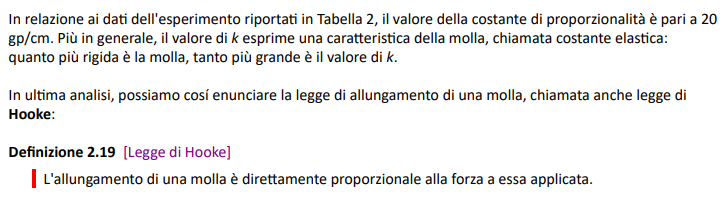 In relazione ai dati dell'esperimento riportati in Tabella 2, il valore della costante di proporzionalità è pari a 20
gp/cm. Più in generale, il valore di k esprime una caratteristica della molla, chiamata costante elastica:
quanto più rigida è la molla, tanto più grande è il valore di k.
In ultima analisi, possiamo cosí enunciare la legge di allungamento di una molla, chiamata anche legge di
Hooke:
Definizione 2.19 [Legge di Hooke]
L'allungamento di una molla è direttamente proporzionale alla forza a essa applicata.